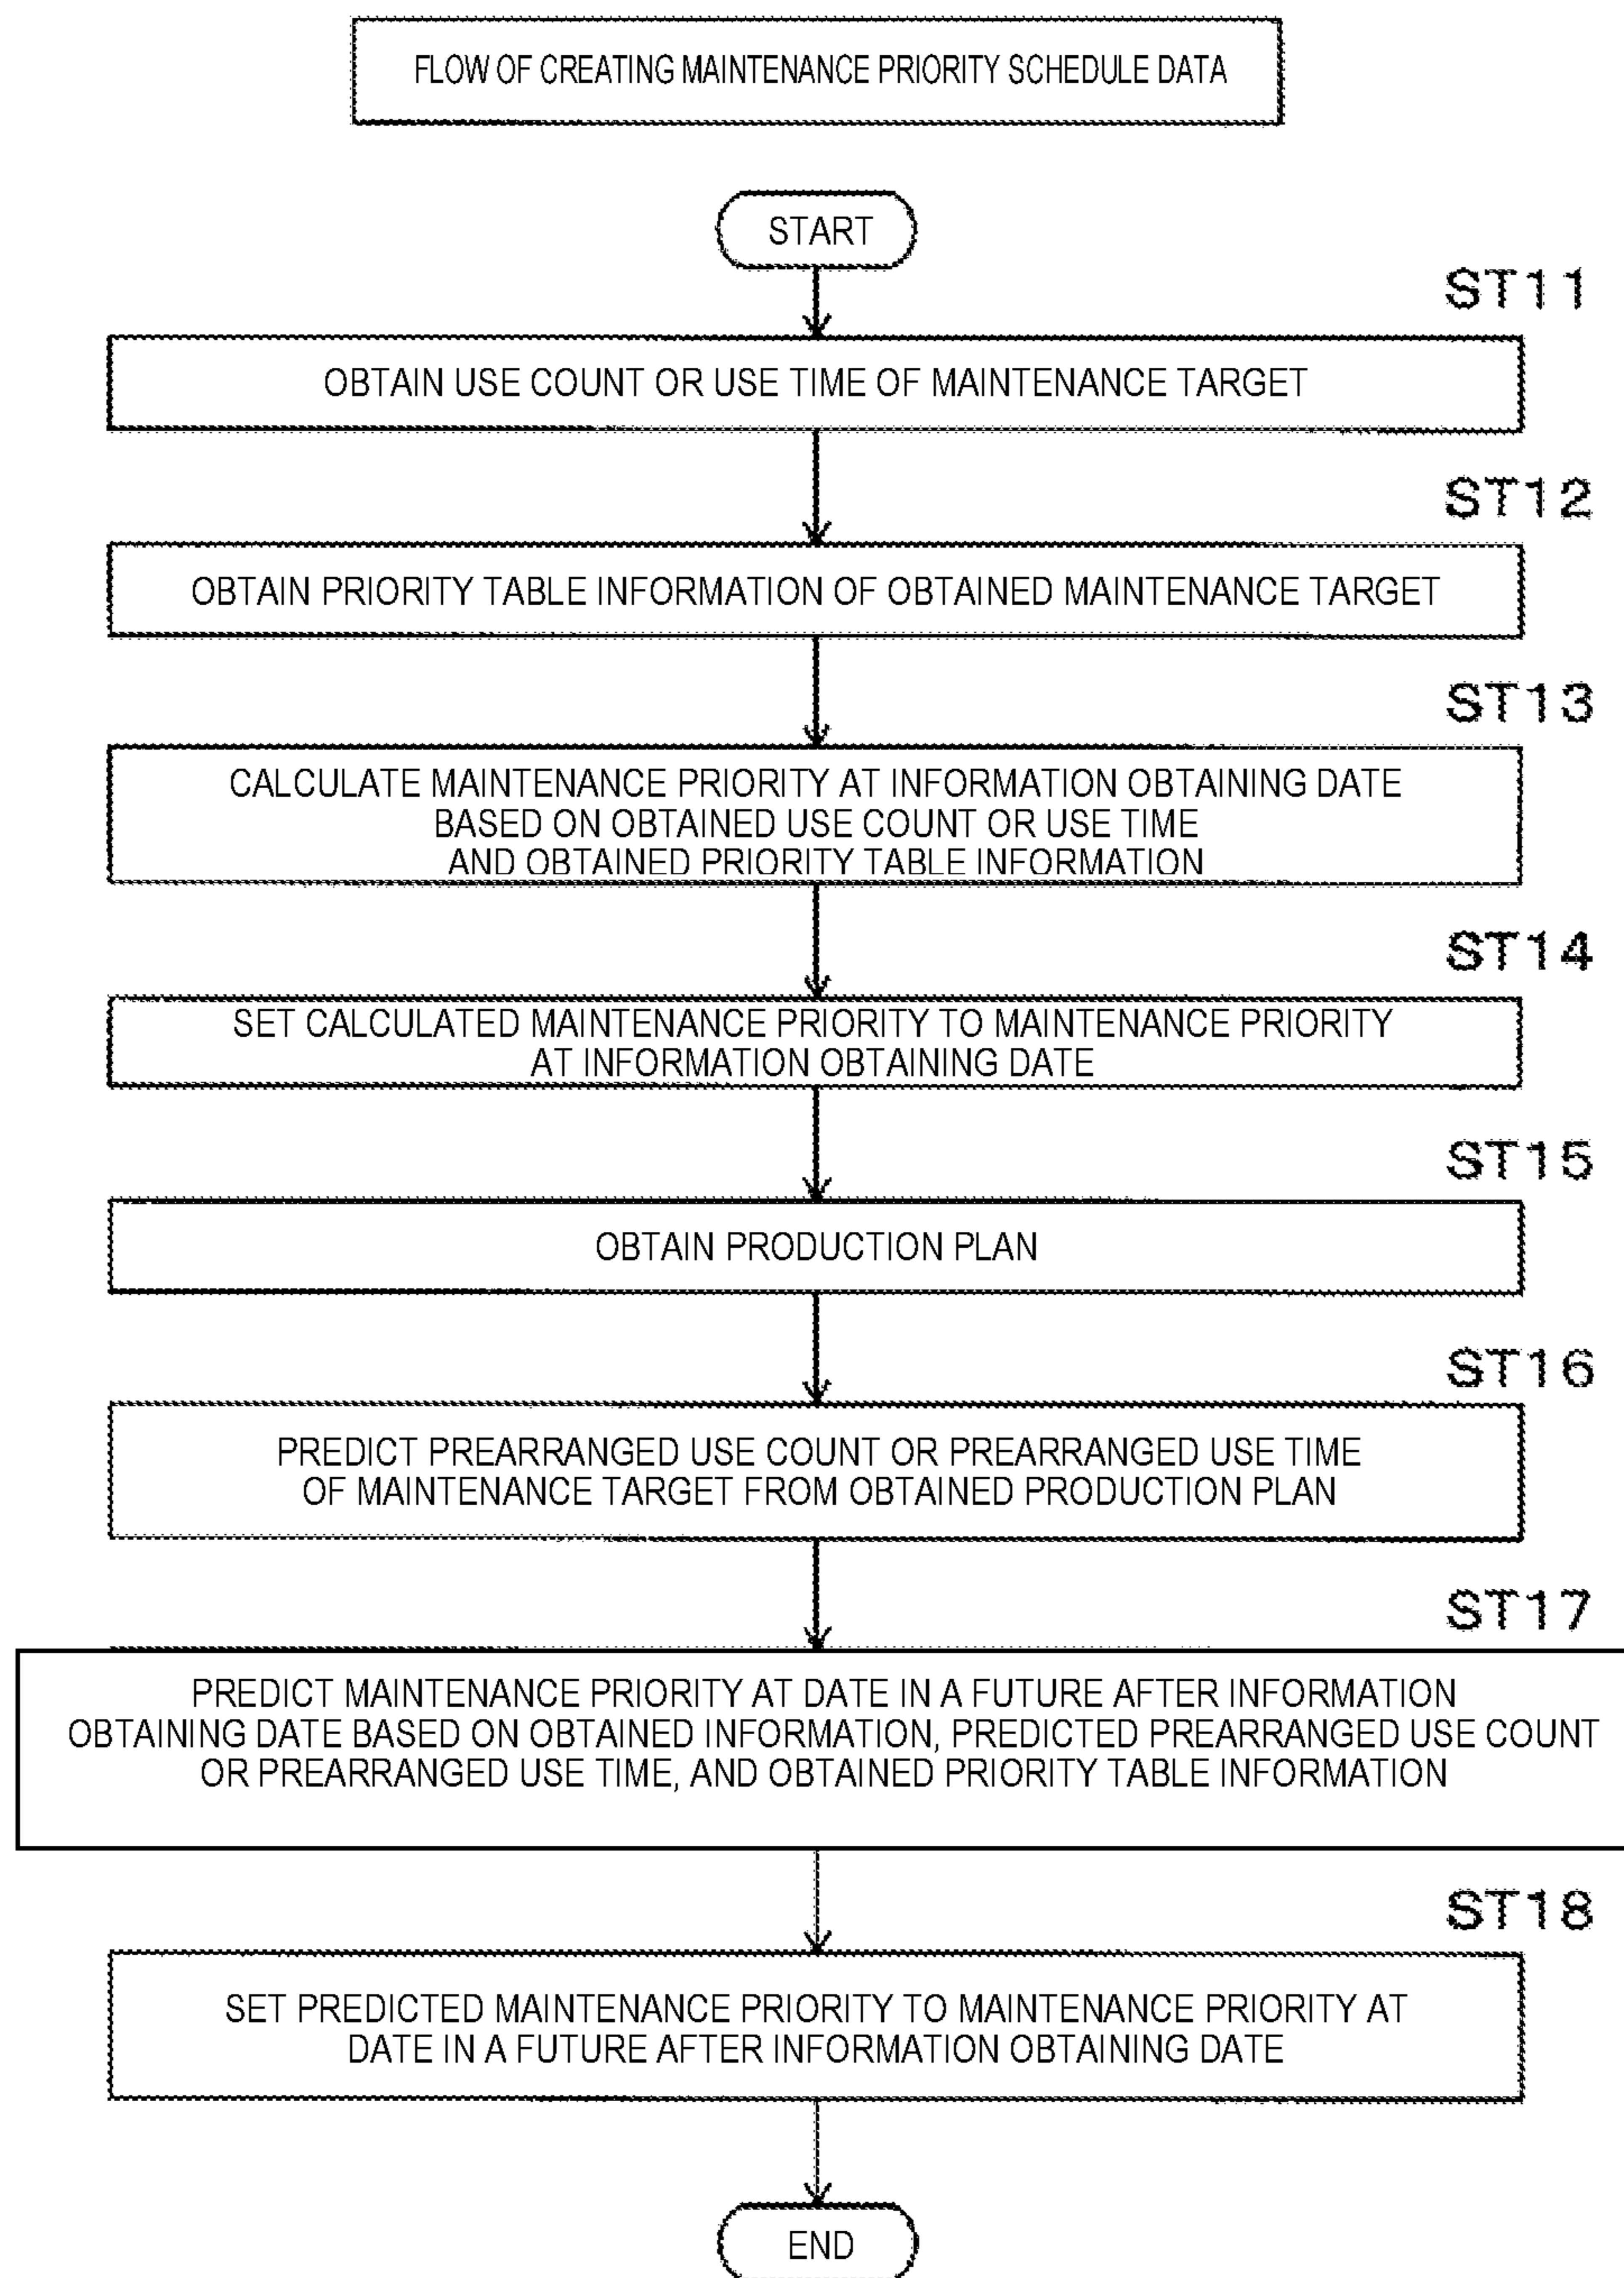 FLOW OF CREATING MAINTENANCE PRIORITY SCHEDULE DATA
START
ST11
OBTAIN USE COUNT OR USE TIME OF MAINTENANCE TARGET
ST12
OBTAIN PRIORITY TABLE INFORMATION OF OBTAINED MAINTENANCE TARGET
ST13
CALCULATE MAINTENANCE PRIORITY AT INFORMATION OBTAINING DATE
BASED ON OBTAINED USE COUNT OR USE TIME
AND OBTAINED PRIORITY TABLE INFORMATION
ST14
SET CALCULATED MAINTENANCE PRIORITY TO MAINTENANCE PRIORITY
AT INFORMATION OBTAINING DATE
ST15
OBTAIN PRODUCTION PLAN
ST16
PREDICT PREARRANGED USE COUNT OR PREARRANGED USE TIME
OF MAINTENANCE TARGET FROM OBTAINED PRODUCTION PLAN
ST17
PREDICT MAINTENANCE PRIORITY AT DATE IN A FUTURE AFTER INFORMATION
OBTAINING DATE BASED ON OBTAINED INFORMATION, PREDICTED PREARRANGED USE COUNT
OR PREARRANGED USE TIME, AND OBTAINED PRIORITY TABLE INFORMATION
ST18
SET PREDICTED MAINTENANCE PRIORITY TO MAINTENANCE PRIORITY AT
DATE IN A FUTURE AFTER INFORMATION OBTAINING DATE
END